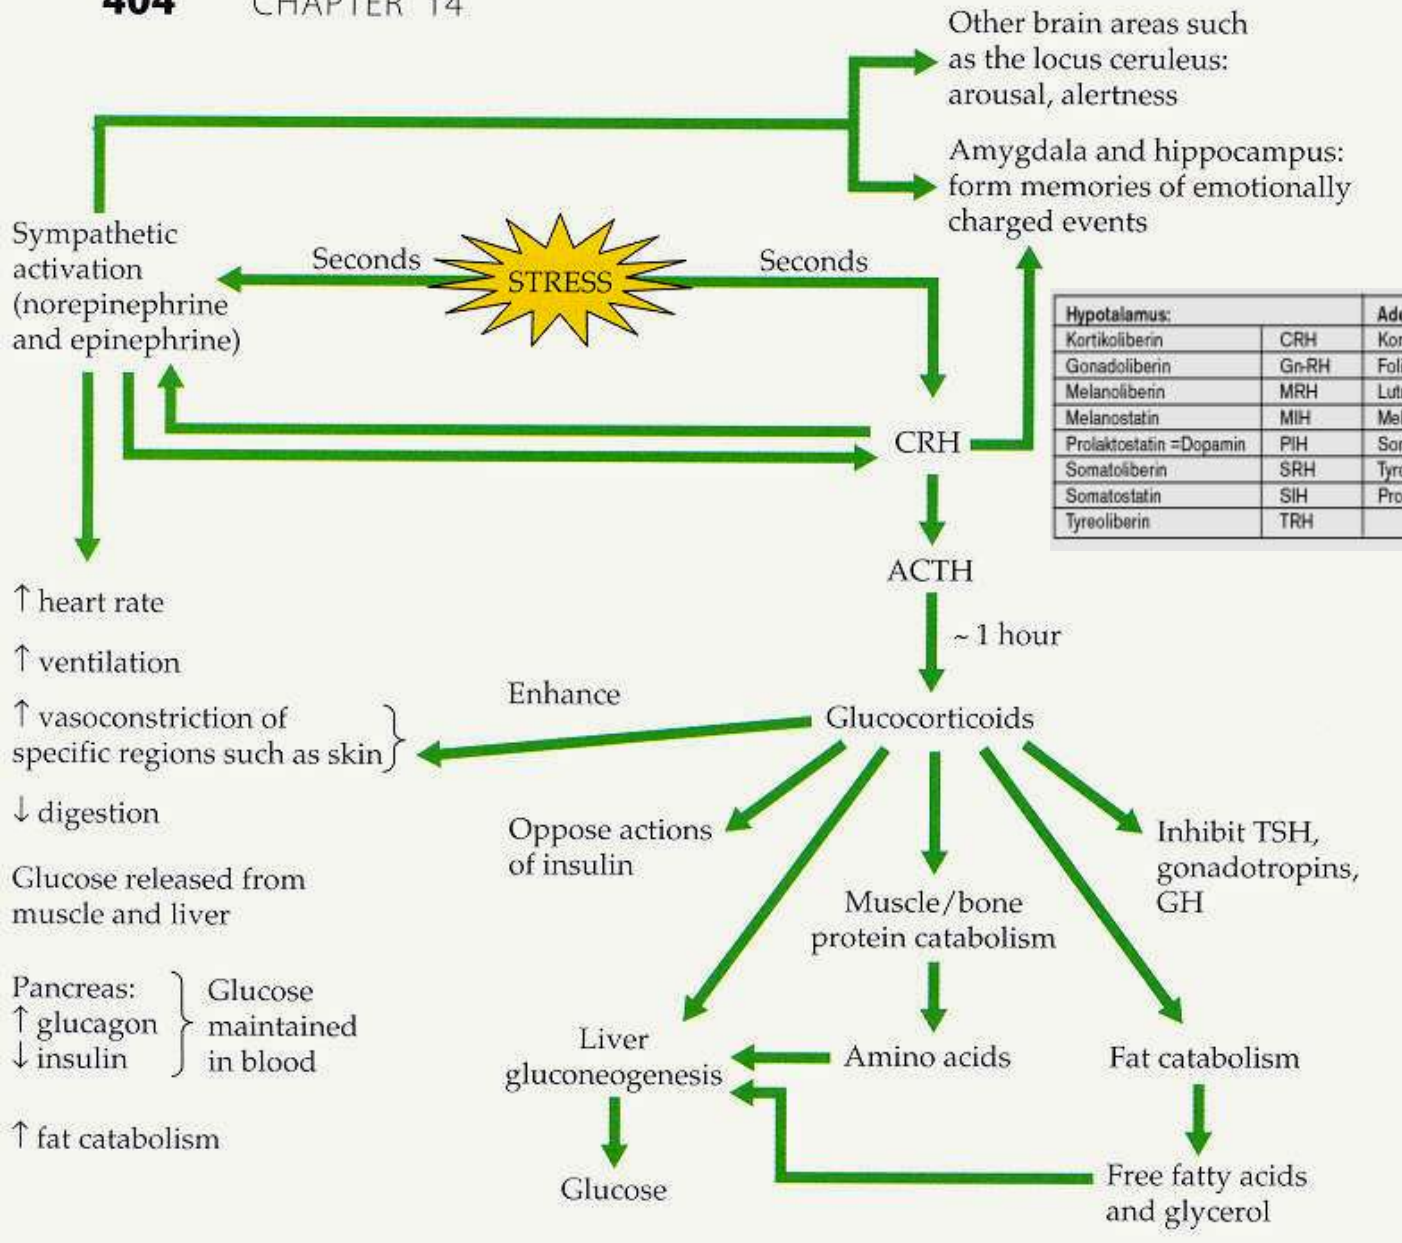 404 CHAPTER 14
Other brain areas such
as the locus ceruleus:
arousal, alertness
Amygdala and hippocampus:
form memories of emotionally
charged events
Sympathetic
activation
(norepinephrine
and epinephrine)
Seconds
STRESS
Seconds
Hypotalamus:
Kortikoliberin CRH
Gonadoliberin Gn-RH
Melanoliberin MRH
Melanostatin MIH
Prolaktostatin =Dopamin PIH
Somatoliberin SRH
Somatostatin SIH
Tyreoliberin TRH
CRH
ACTH
~ 1 hour
↑ heart rate
↑ ventilation
↑ vasoconstriction of
specific regions such as skin
↓ digestion
Glucose released from
muscle and liver
Pancreas:
↑ glucagon
↓ insulin
Glucose
maintained
in blood
↑ fat catabolism
Enhance
Glucocorticoids
Oppose actions
of insulin
Muscle/bone
protein catabolism
Inhibit TSH,
gonadotropins,
GH
Liver
gluconeogenesis
Amino acids
Fat catabolism
Glucose
Free fatty acids
and glycerol